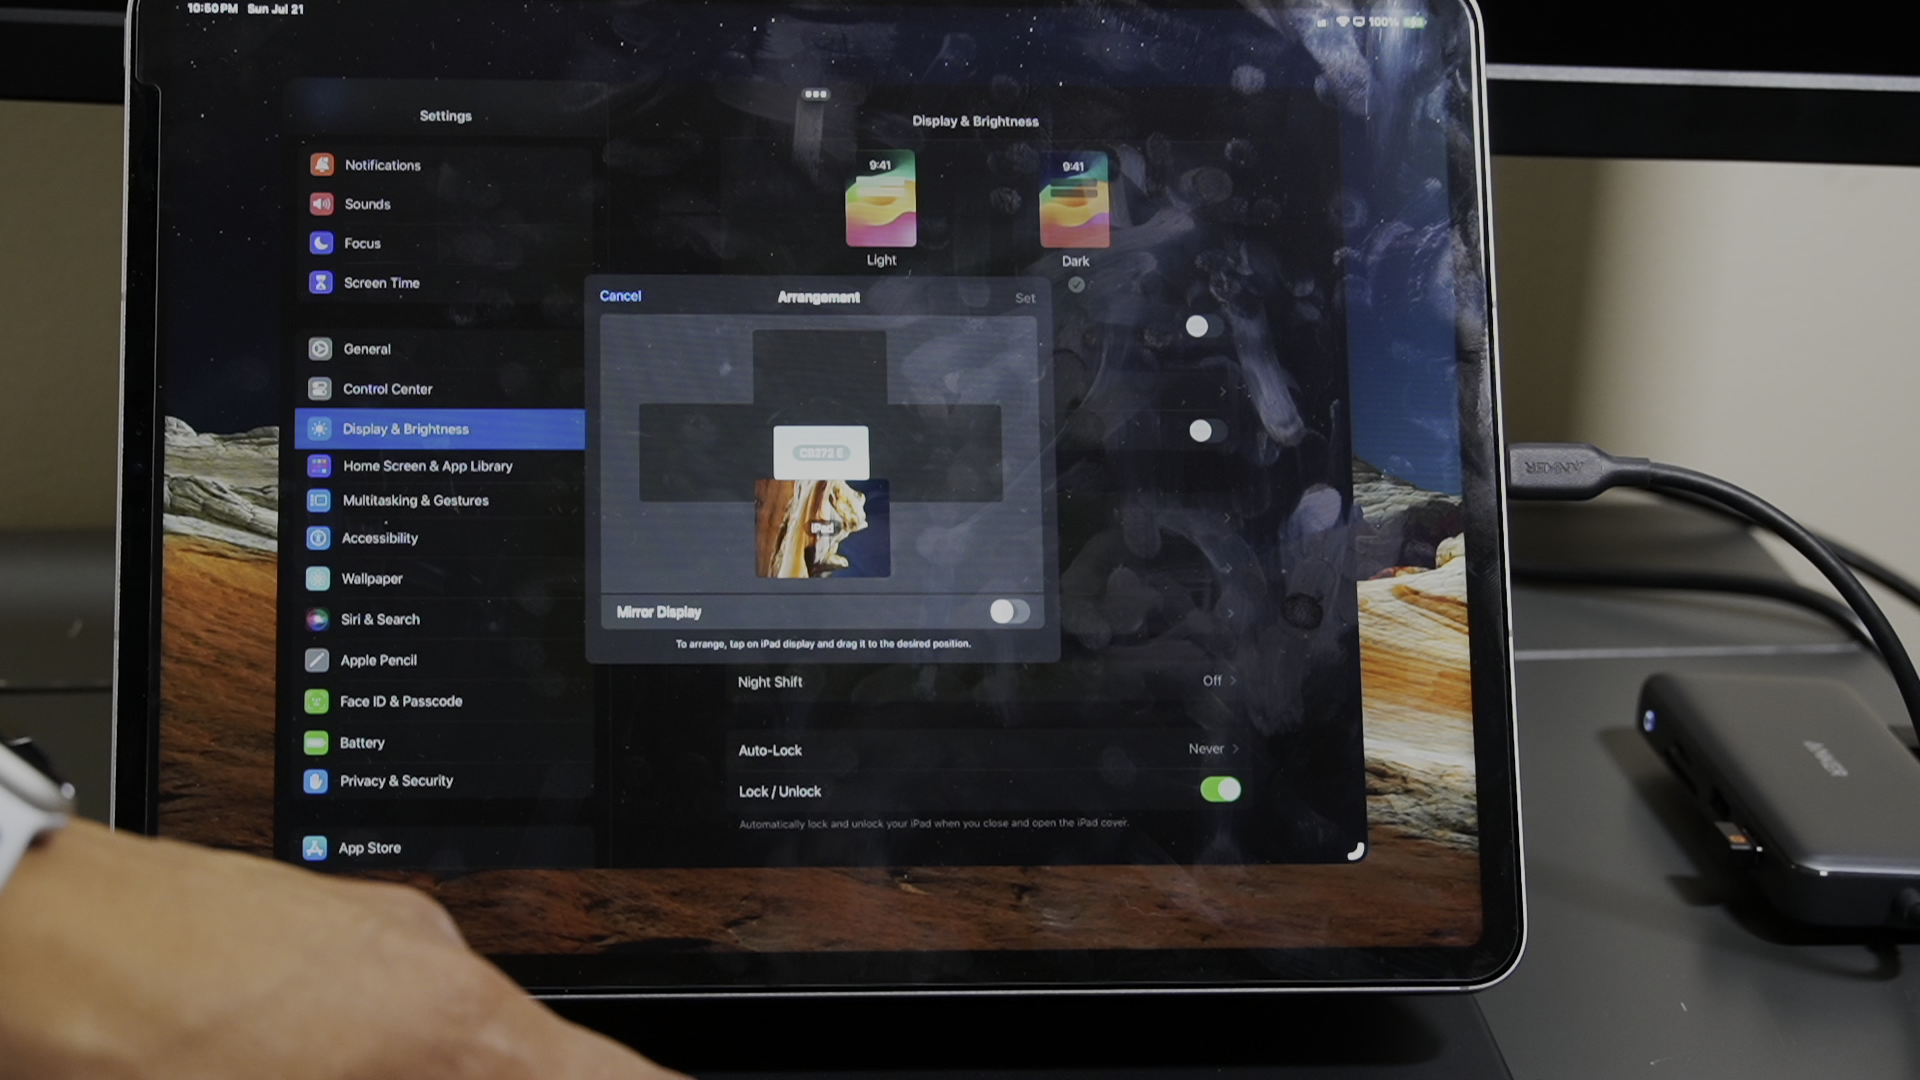 10:50 PM Sun Jul 21
100%
Settings
Display & Brightness
Notifications
Sounds
Focus
Screen Time
General
Control Center
Display & Brightness
Home Screen & App Library
Multitasking & Gestures
Accessibility
Wallpaper
Siri & Search
Apple Pencil
Face ID & Passcode
Battery
Privacy & Security
App Store
9:41
9:41
Light
Dark
Cancel
Arrangement
Set
CB272 E
iPad
Mirror Display
To arrange, tap on iPad display and drag it to the desired position.
Night Shift
Off
Auto-Lock
Never
Lock / Unlock
Automatically lock and unlock your iPad when you close and open the iPad cover.
ANKER
ANKER